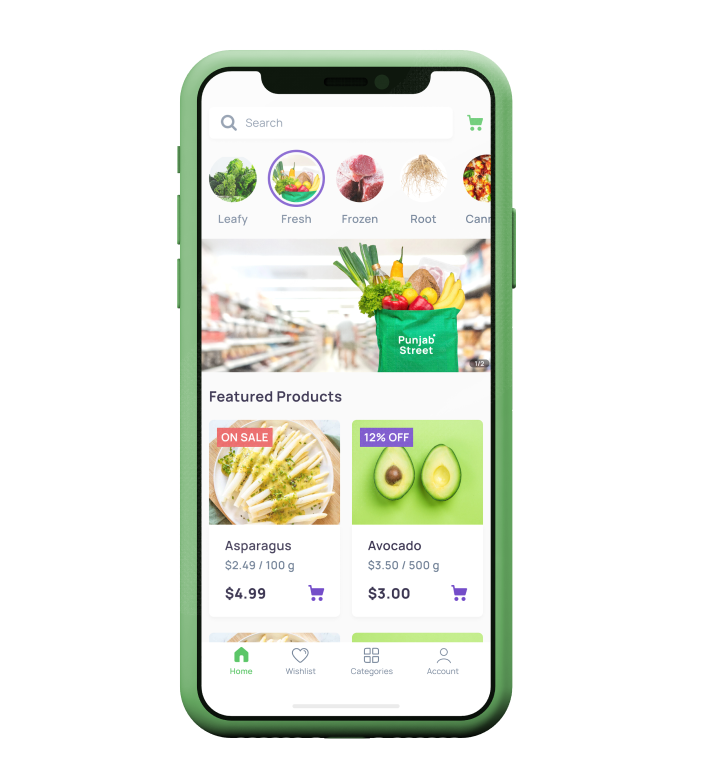 Search
Leafy
Fresh
Frozen
Root
Cann
Punjab
Street
1/2
Featured Products
ON SALE
12% OFF
Asparagus
Avocado
$2.49 / 100 g
$3.50 / 500 g
$4.99
$3.00
Home
Wishlist
Categories
Account